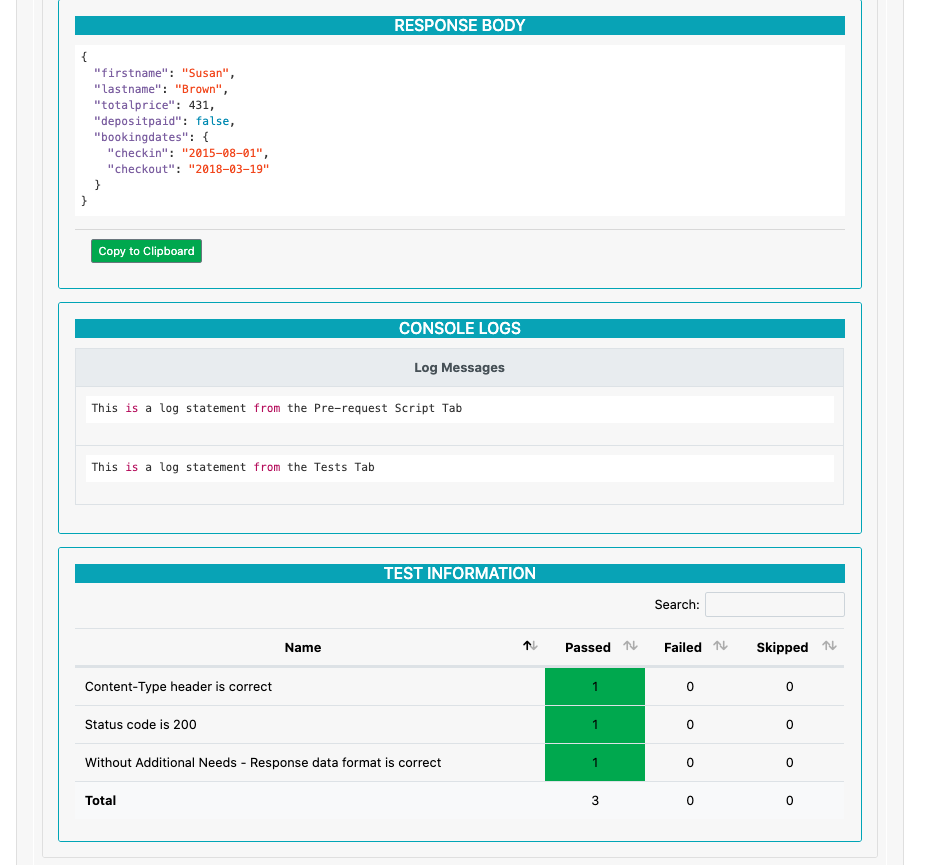 RESPONSE BODY
{
  "firstname": "Susan",
  "lastname": "Brown",
  "totalprice": 431,
  "depositpaid": false,
  "bookingdates": {
    "checkin": "2015-08-01",
    "checkout": "2018-03-19"
  }
}
Copy to Clipboard
CONSOLE LOGS
Log Messages
This is a log statement from the Pre-request Script Tab
This is a log statement from the Tests Tab
TEST INFORMATION
Search:
Name Passed Failed Skipped
Content-Type header is correct 1 0 0
Status code is 200 1 0 0
Without Additional Needs - Response data format is correct 1 0 0
Total 3 0 0